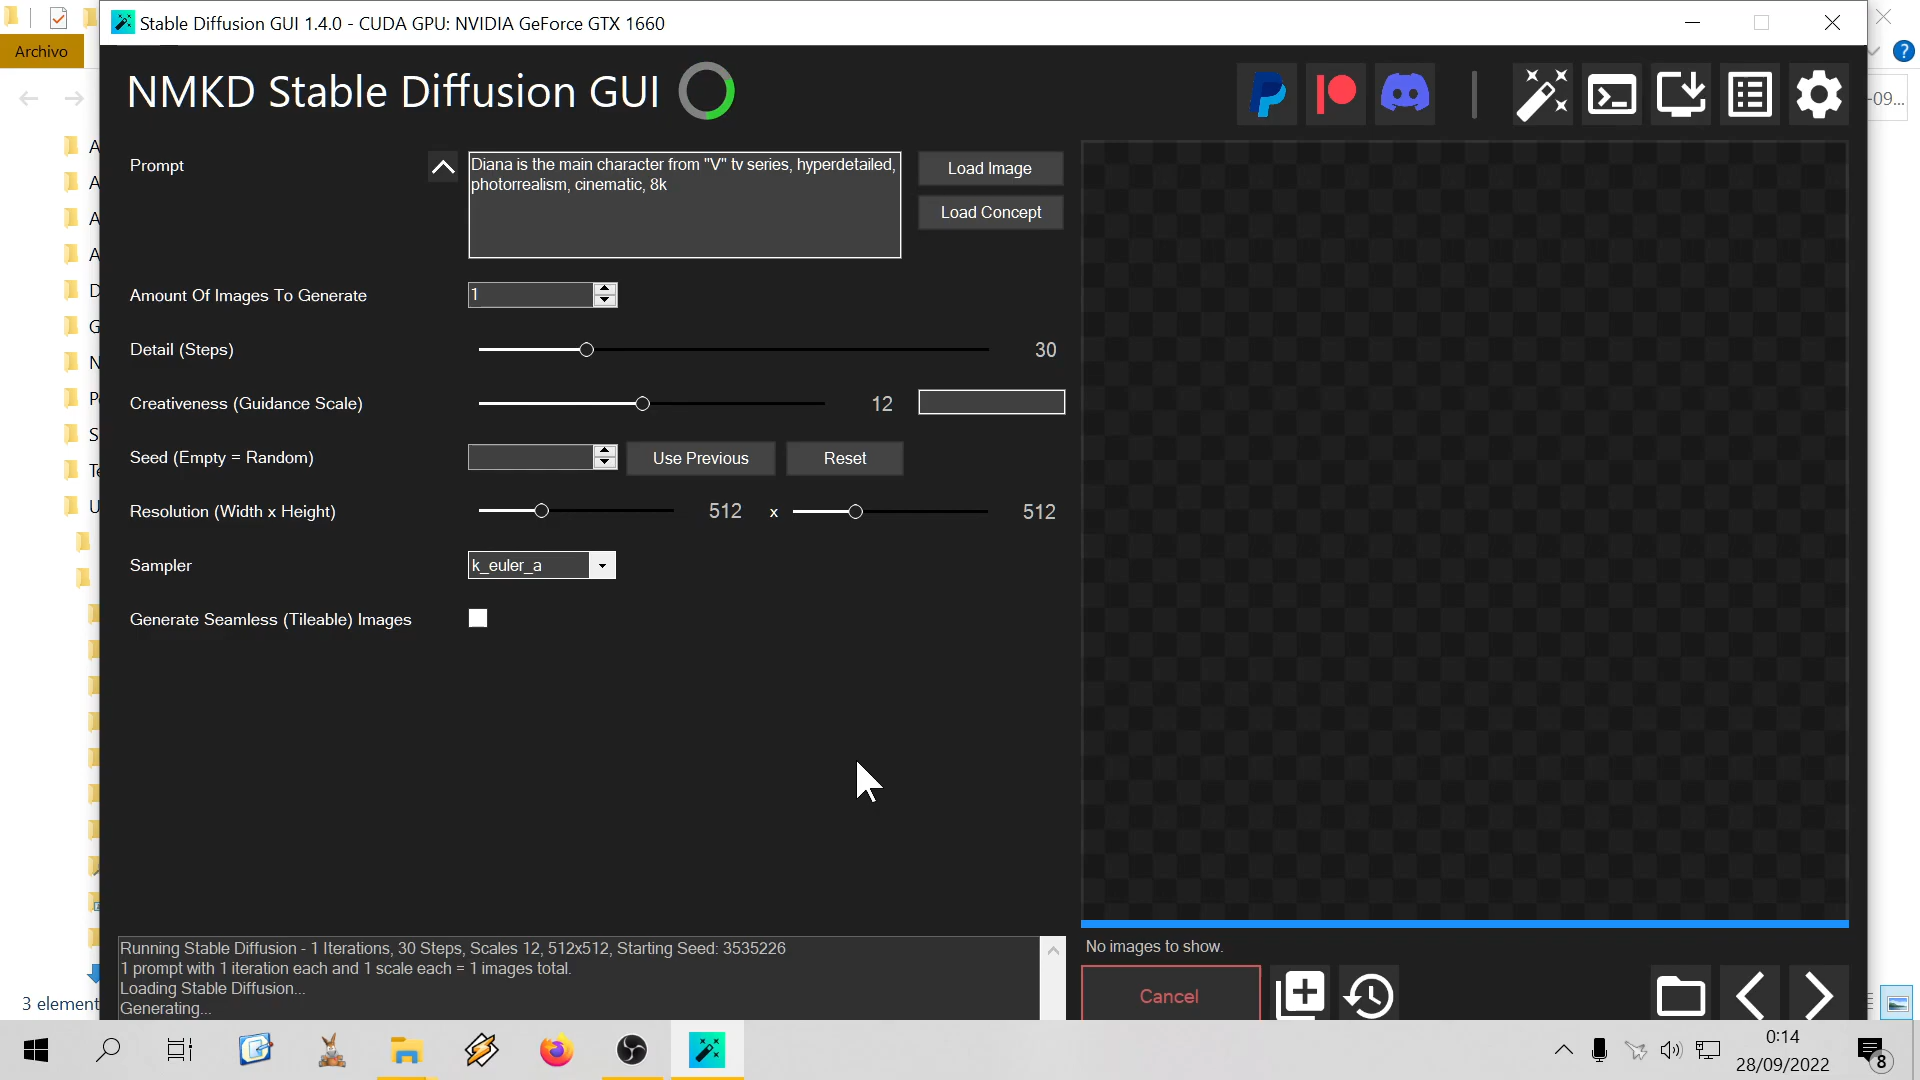 Stable Diffusion GUI 1.4.0 - CUDA GPU: NVIDIA GeForce GTX 1660
Archivo
NMKD Stable Diffusion GUI
-09...
Prompt
Diana is the main character from "V" tv series, hyperdetailed,
photorrealism, cinematic, 8k
Load Image
Load Concept
Amount Of Images To Generate
1
Detail (Steps)
30
Creativeness (Guidance Scale)
12
Seed (Empty = Random)
Use Previous
Reset
Resolution (Width x Height)
512 x 512
Sampler
k_euler_a
Generate Seamless (Tileable) Images
Running Stable Diffusion - 1 Iterations, 30 Steps, Scales 12, 512x512, Starting Seed: 3535226
1 prompt with 1 iteration each and 1 scale each = 1 images total.
Loading Stable Diffusion...
Generating...
No images to show.
Cancel
3 element
0:14
28/09/2022
8